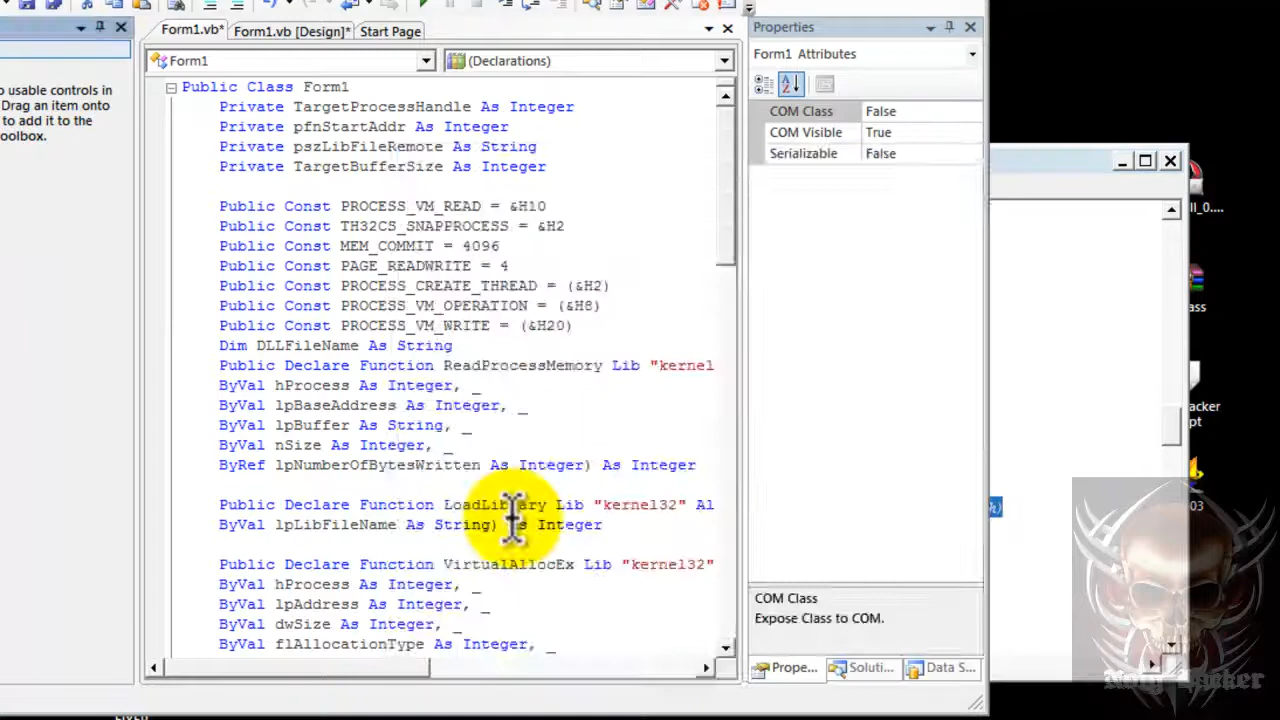 Form1.vb*
Form1.vb [Design]*
Start Page
Form1
(Declarations)
o usable controls in
Drag an item onto
to add it to the
oolbox.
Public Class Form1
Private TargetProcessHandle As Integer
Private pfnStartAddr As Integer
Private pszLibFileRemote As String
Private TargetBufferSize As Integer
Public Const PROCESS_VM_READ = &H10
Public Const TH32CS_SNAPPROCESS = &H2
Public Const MEM_COMMIT = 4096
Public Const PAGE_READWRITE = 4
Public Const PROCESS_CREATE_THREAD = (&H2)
Public Const PROCESS_VM_OPERATION = (&H8)
Public Const PROCESS_VM_WRITE = (&H20)
Dim DLLFileName As String
Public Declare Function ReadProcessMemory Lib "kernel
ByVal hProcess As Integer, _
ByVal lpBaseAddress As Integer, _
ByVal lpBuffer As String, _
ByVal nSize As Integer, _
ByRef lpNumberOfBytesWritten As Integer) As Integer
Public Declare Function LoadLibrary Lib "kernel32" Al
ByVal lpLibFileName As String) As Integer
Public Declare Function VirtualAllocEx Lib "kernel32"
ByVal hProcess As Integer, _
ByVal lpAddress As Integer, _
ByVal dwSize As Integer, _
ByVal flAllocationType As Integer, _
Properties
Form1 Attributes
COM Class False
COM Visible True
Serializable False
COM Class
Expose Class to COM.
Prope...
Soluti...
Data S...
ll_0....
ass
acker
pt
03
h)